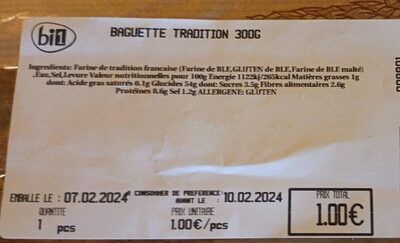 bi1
BAGUETTE TRADITION 300G
Ingredients: Farine de tradition francaise (Farine de BLE,GLUTEN de BLE,Farine de BLE malté)
,Eau,Sel,Levure Valeur nutritionnelles pour 100g Energie 1122kj/265kcal Matières grasses 1g
dont: Acide gras saturés 0.1g Glucides 54g dont: Sucres 3.5g Fibres alimentaires 2.6g
Protéines 8.6g Sel 1.2g ALLERGENE: GLUTEN
EMBALLE LE : 07.02.2024 A CONSOMMER DE PREFERENCE AVANT LE : 10.02.2024
PRIX TOTAL
QUANTITE PRIX UNITAIRE
1 pcs 1.00€/pcs 1.00€